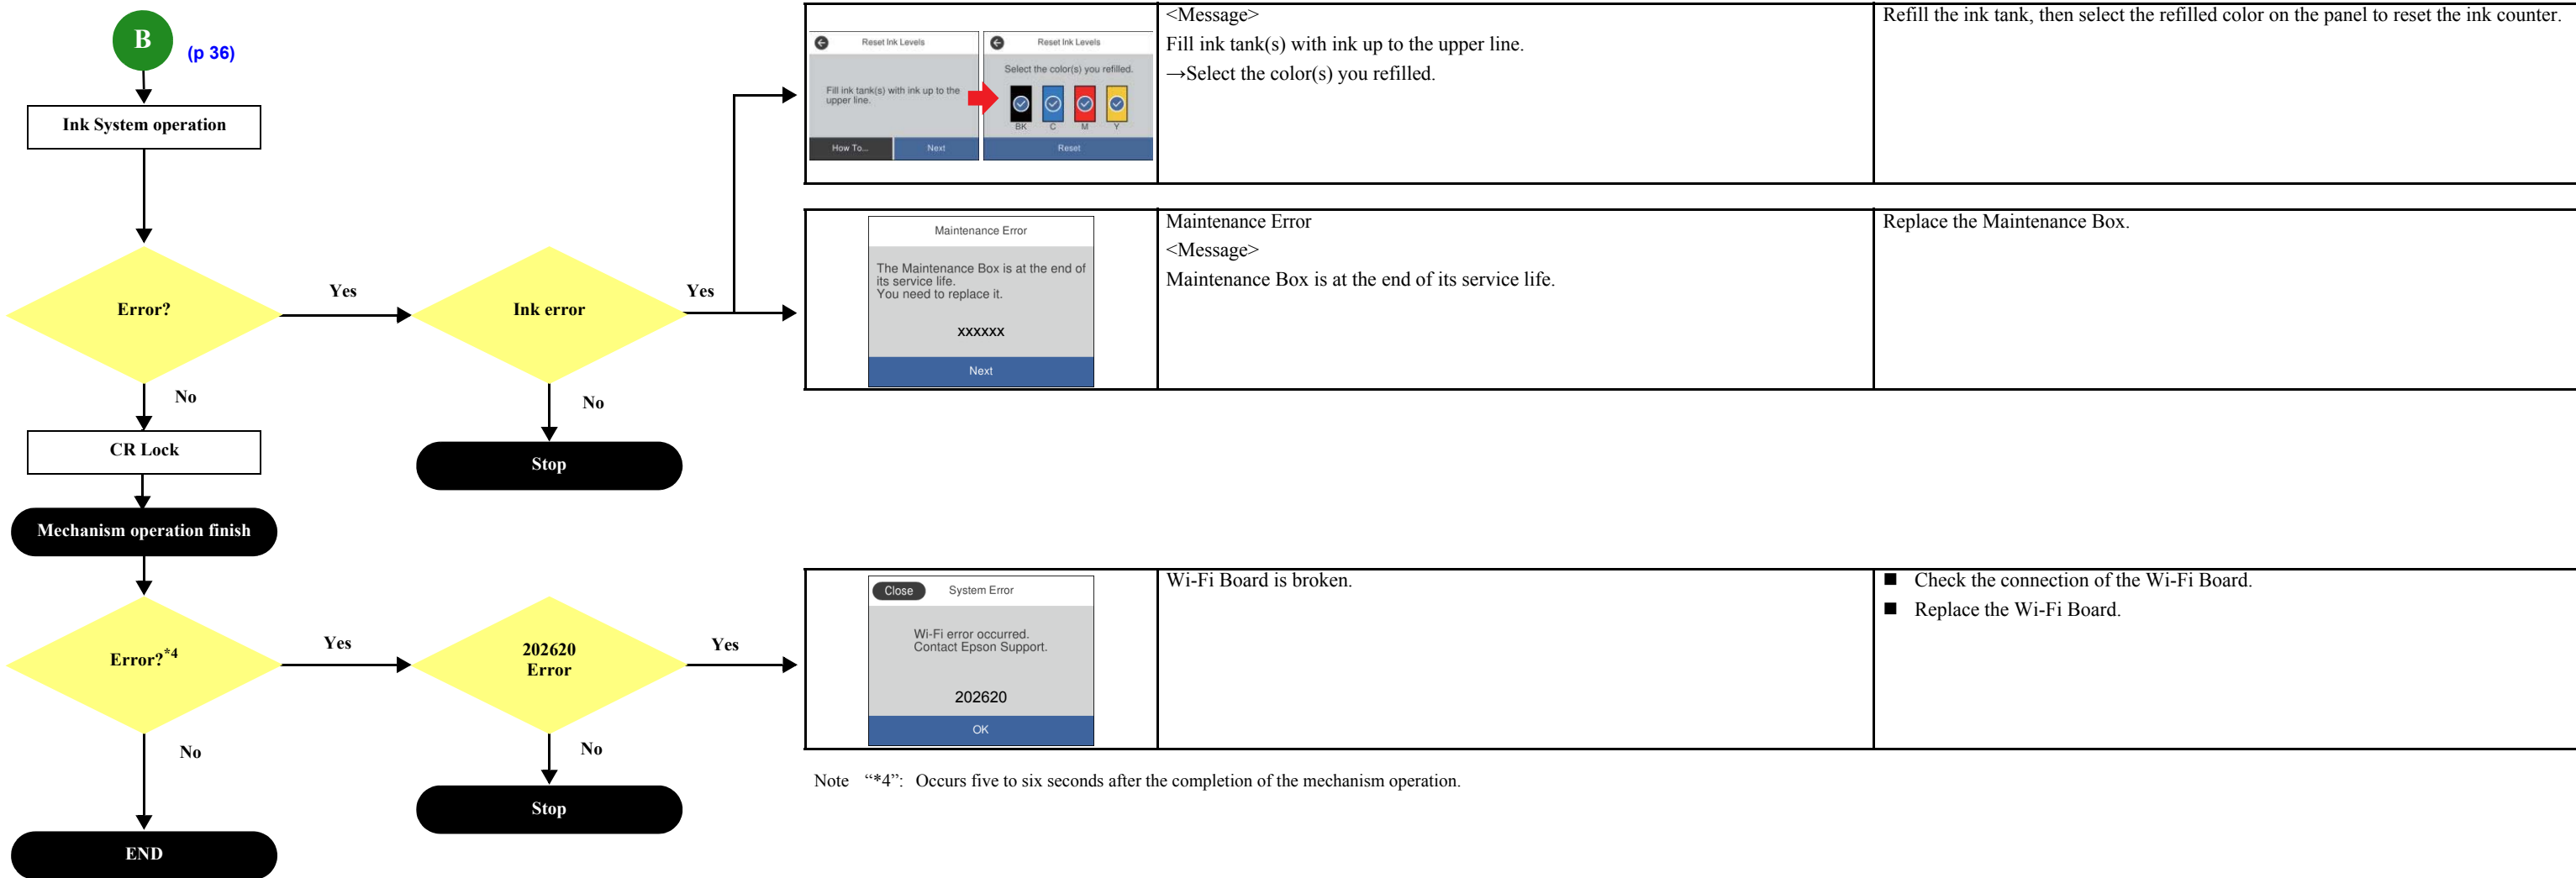 B
(p 36)
Ink System operation
Error?
Yes
Ink error
Yes
No
Stop
No
CR Lock
Mechanism operation finish
Error?*4
Yes
202620
Error
Yes
No
Stop
No
END
Reset Ink Levels
Fill ink tank(s) with ink up to the
upper line.
How To...
Next
Reset Ink Levels
Select the color(s) you refilled.
BK C M Y
Reset
<Message>
Fill ink tank(s) with ink up to the upper line.
→Select the color(s) you refilled.
Refill the ink tank, then select the refilled color on the panel to reset the ink counter.
Maintenance Error
The Maintenance Box is at the end of
its service life.
You need to replace it.
xxxxxx
Next
Maintenance Error
<Message>
Maintenance Box is at the end of its service life.
Replace the Maintenance Box.
Close
System Error
Wi-Fi error occurred.
Contact Epson Support.
202620
OK
Wi-Fi Board is broken.
■ Check the connection of the Wi-Fi Board.
■ Replace the Wi-Fi Board.
Note “*4”: Occurs five to six seconds after the completion of the mechanism operation.